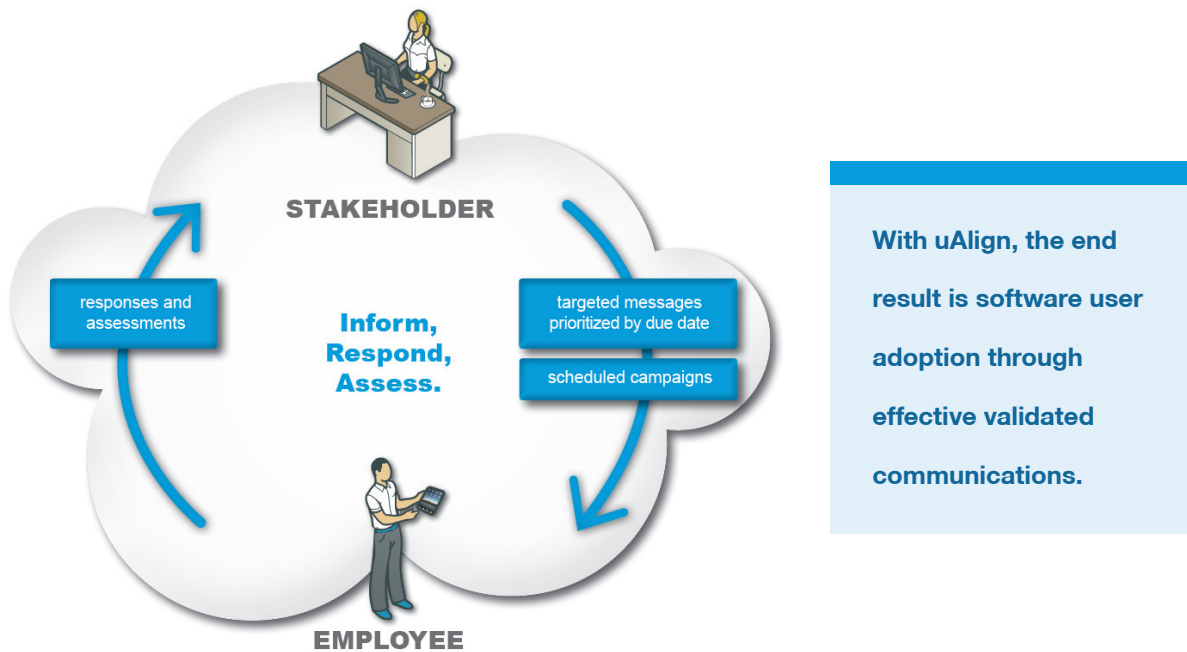 STAKEHOLDER
responses and
assessments
Inform,
Respond,
Assess.
targeted messages
prioritized by due date
scheduled campaigns
EMPLOYEE
With uAlign, the end
result is software user
adoption through
effective validated
communications.